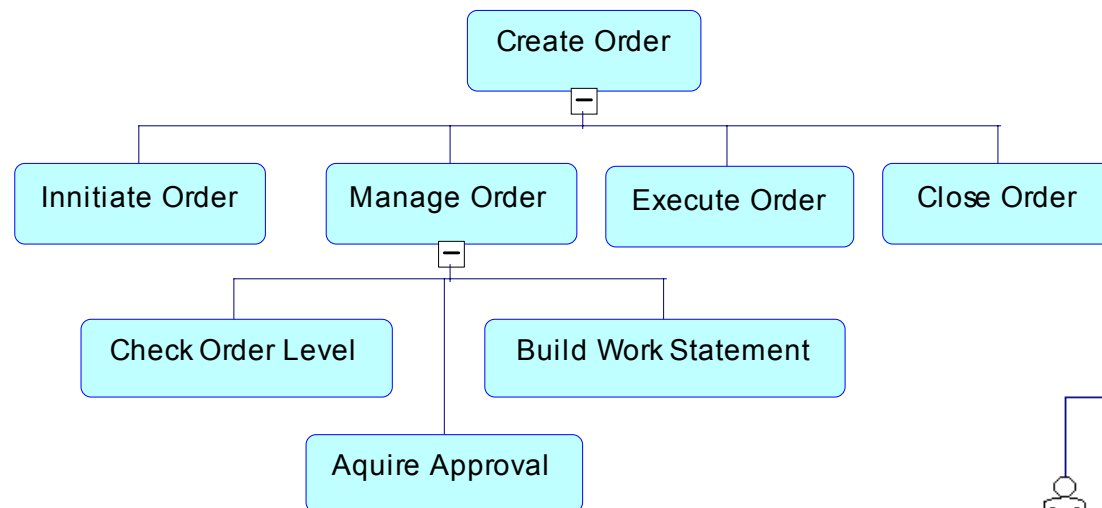 Create Order
Innitiate Order
Manage Order
Execute Order
Close Order
Check Order Level
Build Work Statement
Aquire Approval